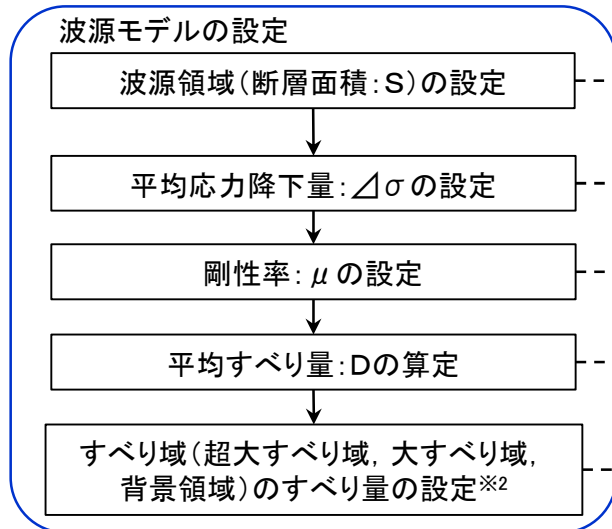 波源モデルの設定
波源領域（断層面積：S）の設定
平均応力降下量：⊿σの設定
剛性率：μの設定
平均すべり量：Dの算定
すべり域（超大すべり域，大すべり域，
背景領域）のすべり量の設定※2